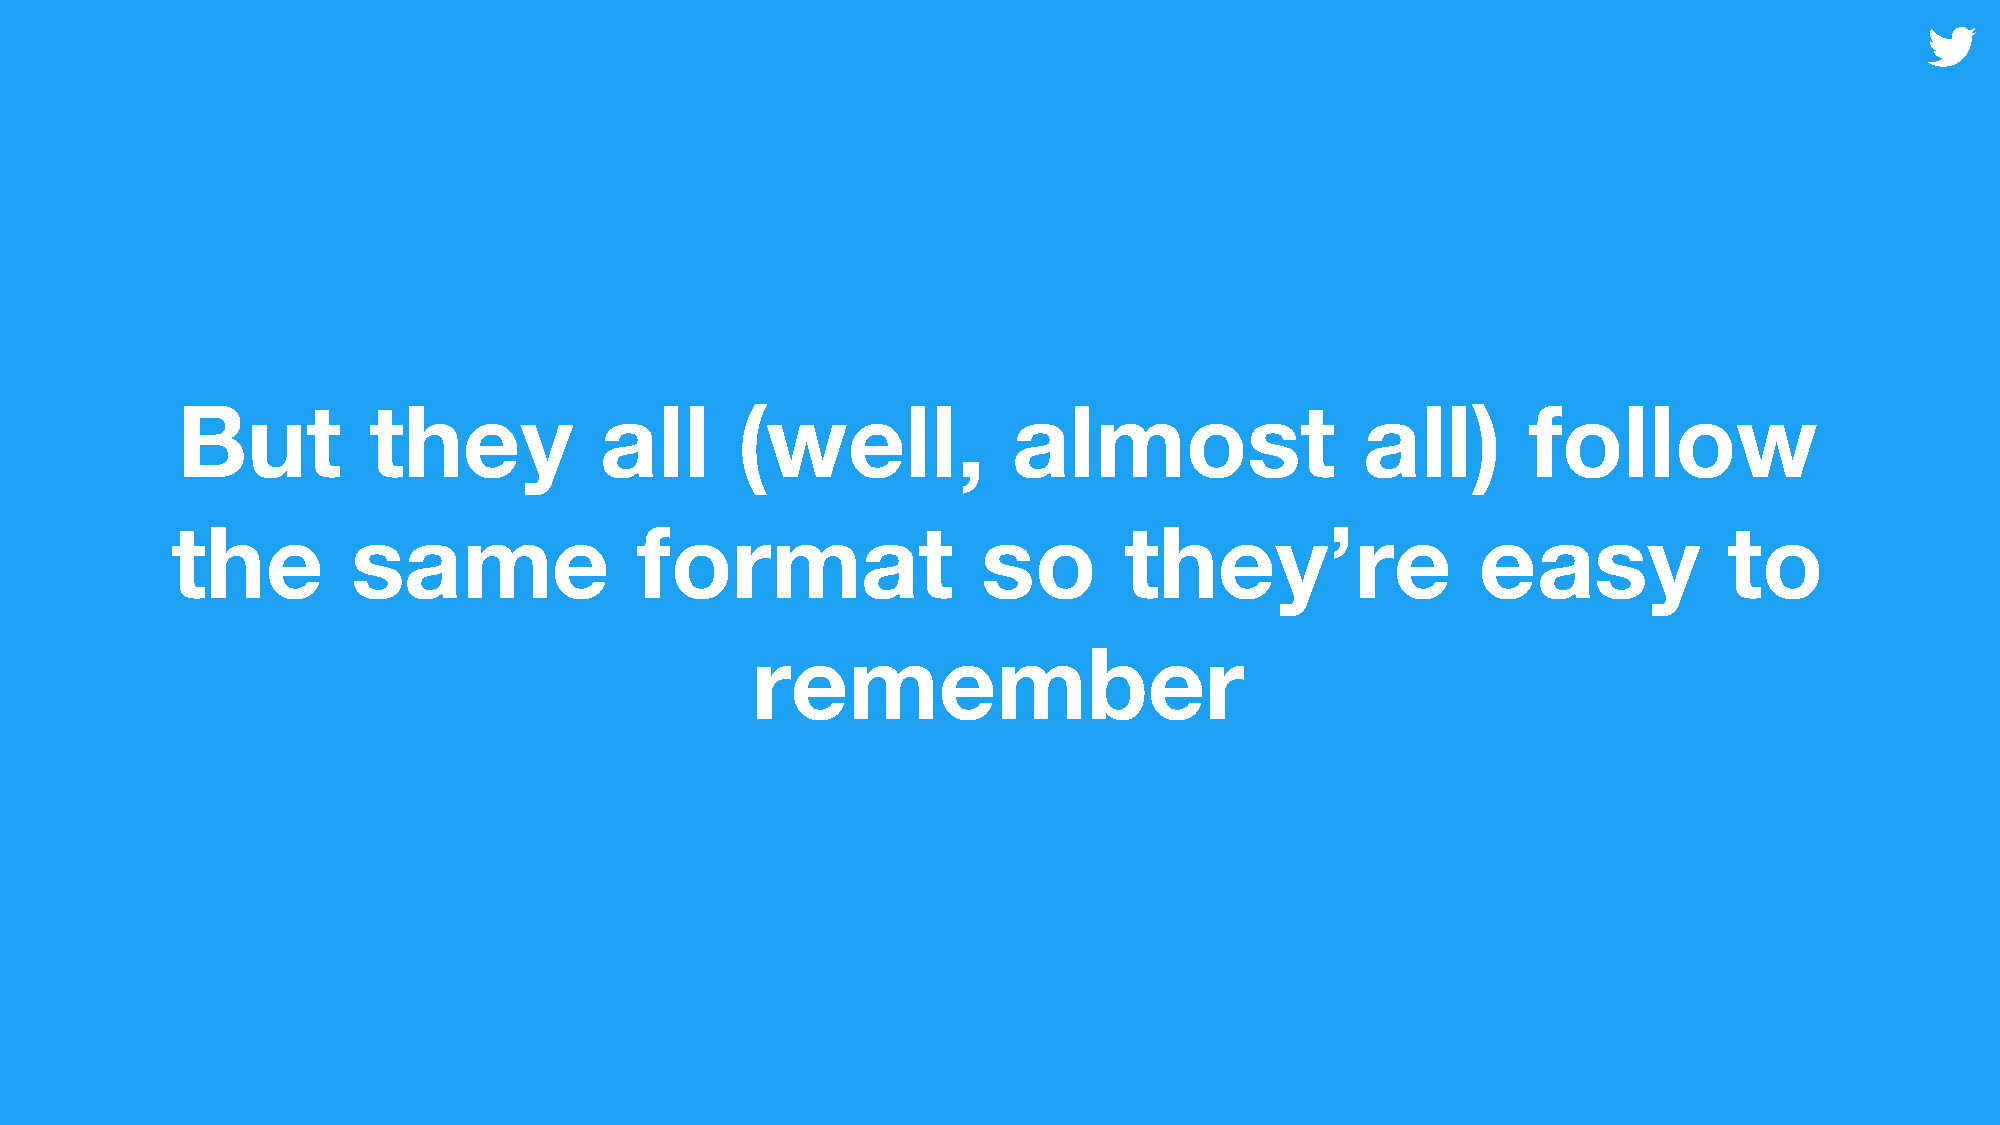 But they all (well, almost all) follow
the same format so they’re easy to
remember